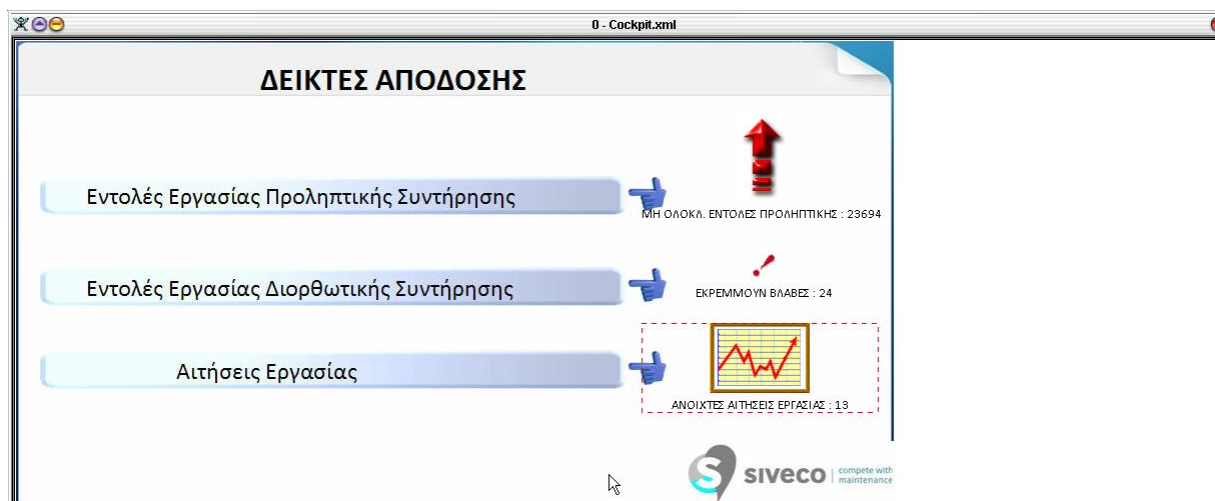 0 - Cockpit.xml
ΔΕΙΚΤΕΣ ΑΠΟΔΟΣΗΣ
Εντολές Εργασίας Προληπτικής Συντήρησης
ΜΗ ΟΛΟΚΛ. ΕΝΤΟΛΕΣ ΠΡΟΛΗΠΤΙΚΗΣ : 23694
Εντολές Εργασίας Διορθωτικής Συντήρησης
ΕΚΡΕΜΜΟΥΝ ΒΛΑΒΕΣ : 24
Αιτήσεις Εργασίας
ΑΝΟΙΧΤΕΣ ΑΙΤΗΣΕΙΣ ΕΡΓΑΣΙΑΣ : 13
siveco
compete with
maintenance